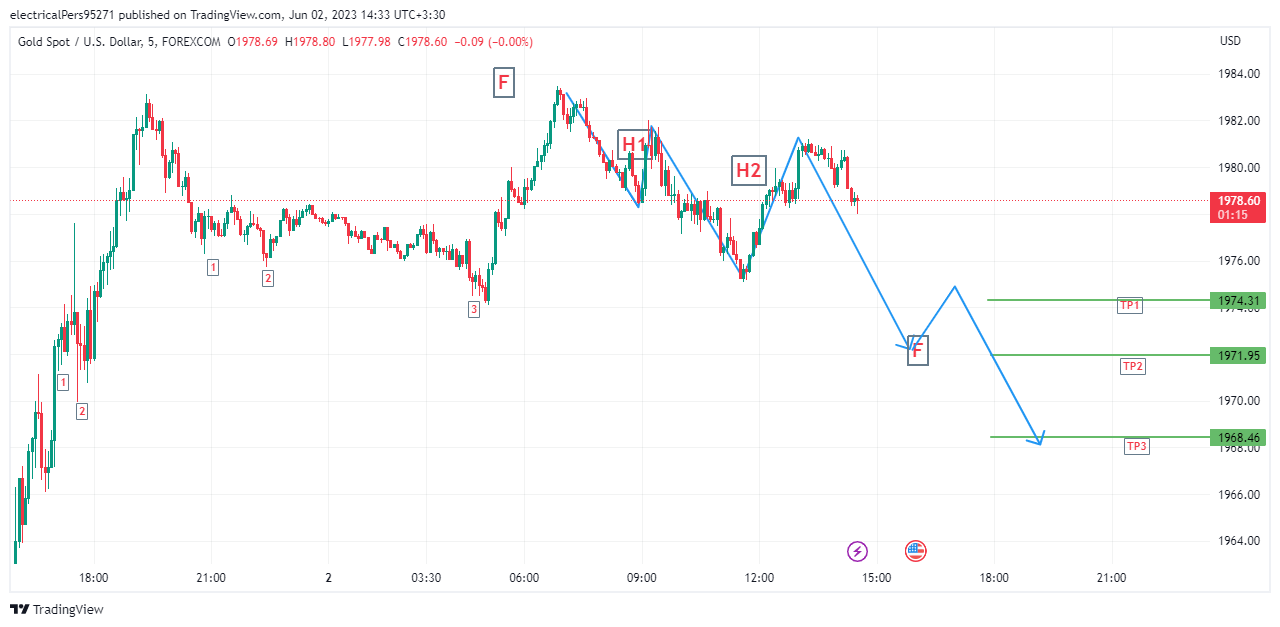 electricalPers95271 published on TradingView.com, Jun 02, 2023 14:33 UTC+3:30
Gold Spot / U.S. Dollar, 5, FOREXCOM O1978.69 H1978.80 L1977.98 C1978.60 −0.09 (−0.00%)
USD
1984.00
F
1982.00
H1
H2
1980.00
1978.60
01:15
1
2
1976.00
3
TP1
1974.31
1974.00
F
1971.95
TP2
1
2
1970.00
1968.46
TP3
1968.00
1966.00
1964.00
18:00 21:00 2 03:30 06:00 09:00 12:00 15:00 18:00 21:00
TradingView